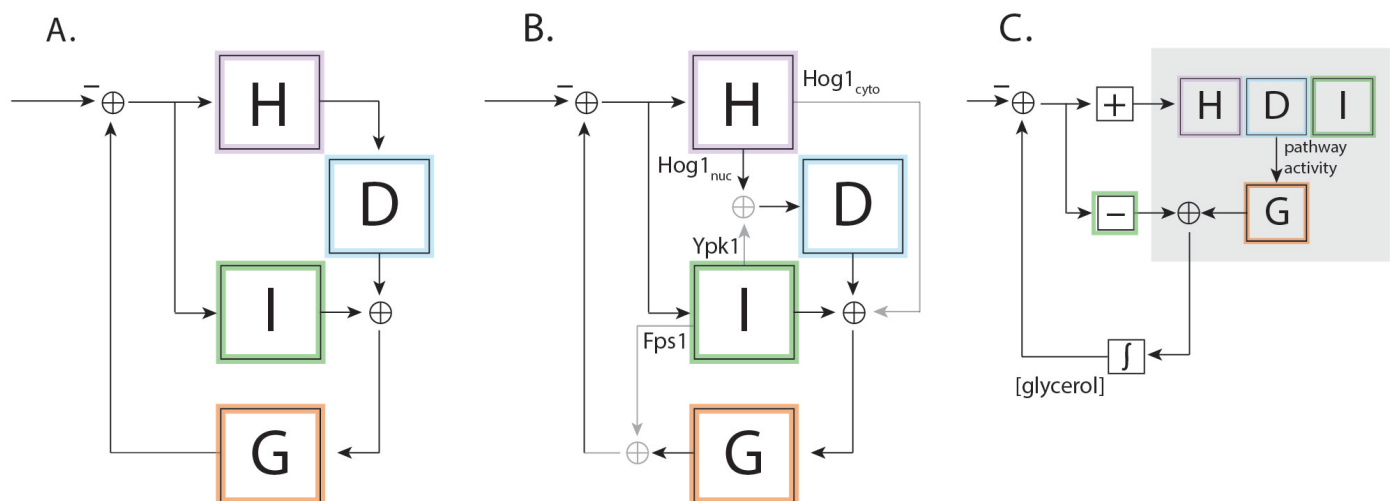 A.
−
H
D
I
G
B.
−
H
Hog1cyto
Hog1nuc
D
Ypk1
I
Fps1
G
C.
−
+
H D I
pathway
activity
−
G
∫
[glycerol]